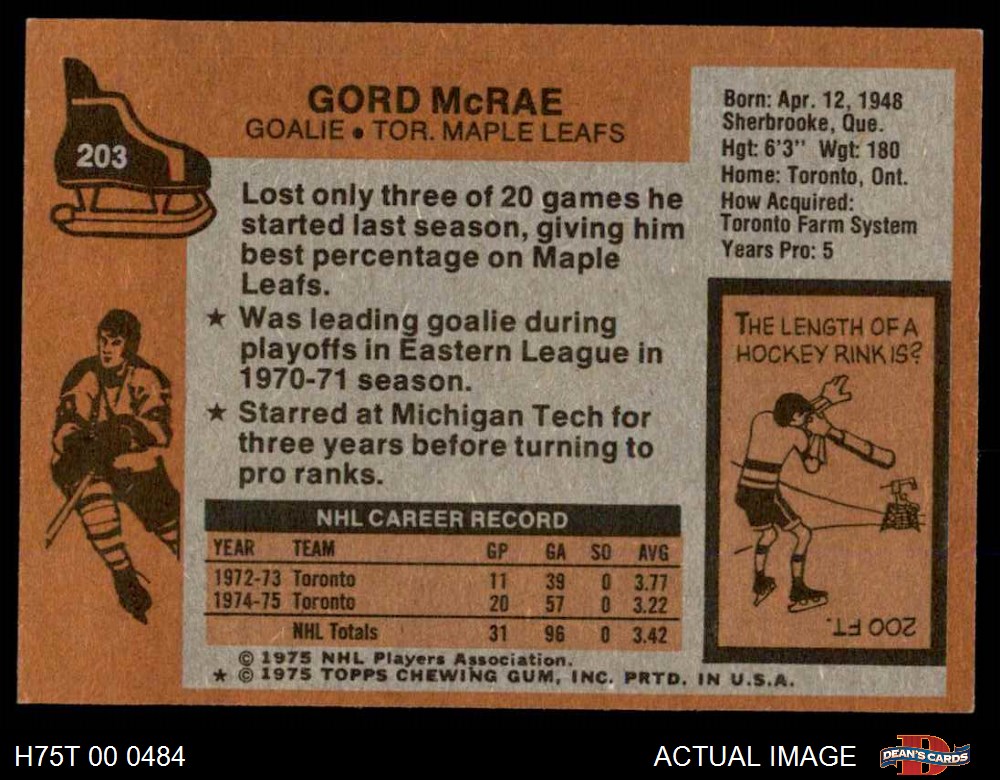 203
GORD McRAE
GOALIE • TOR. MAPLE LEAFS
Born: Apr. 12, 1948
Sherbrooke, Que.
Hgt: 6'3" Wgt: 180
Home: Toronto, Ont.
How Acquired:
Toronto Farm System
Years Pro: 5
Lost only three of 20 games he
started last season, giving him
best percentage on Maple
Leafs.
★ Was leading goalie during
playoffs in Eastern League in
1970-71 season.
★ Starred at Michigan Tech for
three years before turning to
pro ranks.
THE LENGTH OF A
HOCKEY RINK IS?
200 FT.
NHL CAREER RECORD
YEAR TEAM GP GA SO AVG
1972-73 Toronto 11 39 0 3.77
1974-75 Toronto 20 57 0 3.22
NHL Totals 31 96 0 3.42
© 1975 NHL Players Association.
★ © 1975 TOPPS CHEWING GUM, INC. PRTD. IN U.S.A.
H75T 00 0484
ACTUAL IMAGE
DEAN'S CARDS